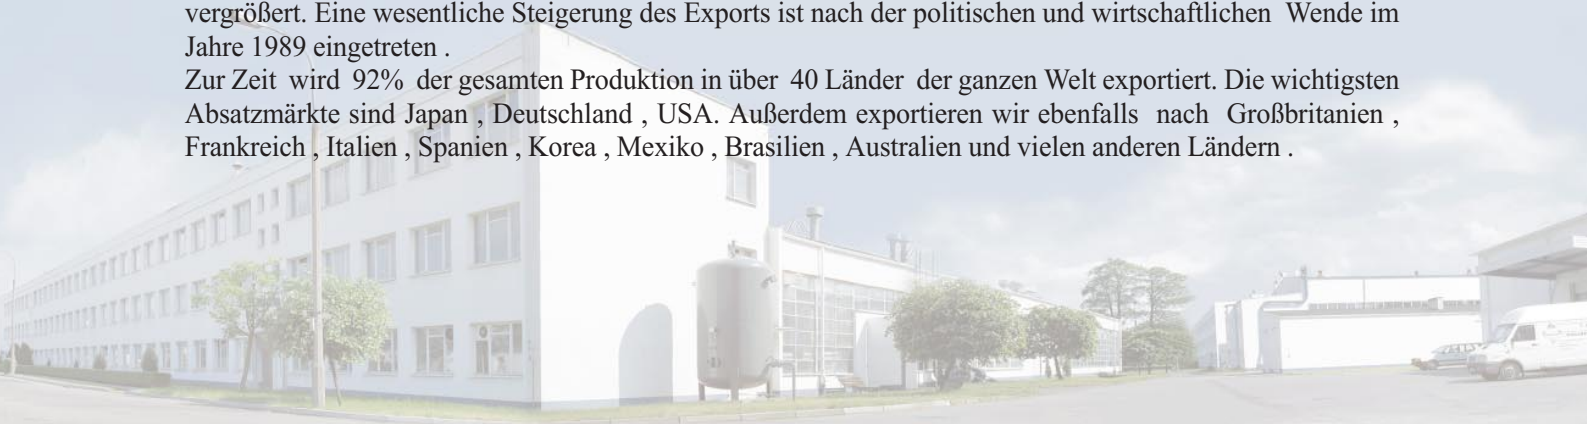 vergrößert. Eine wesentliche Steigerung des Exports ist nach der politischen und wirtschaftlichen Wende im
Jahre 1989 eingetreten .
Zur Zeit wird 92% der gesamten Produktion in über 40 Länder der ganzen Welt exportiert. Die wichtigsten
Absatzmärkte sind Japan , Deutschland , USA. Außerdem exportieren wir ebenfalls nach Großbritanien ,
Frankreich , Italien , Spanien , Korea , Mexiko , Brasilien , Australien und vielen anderen Ländern .